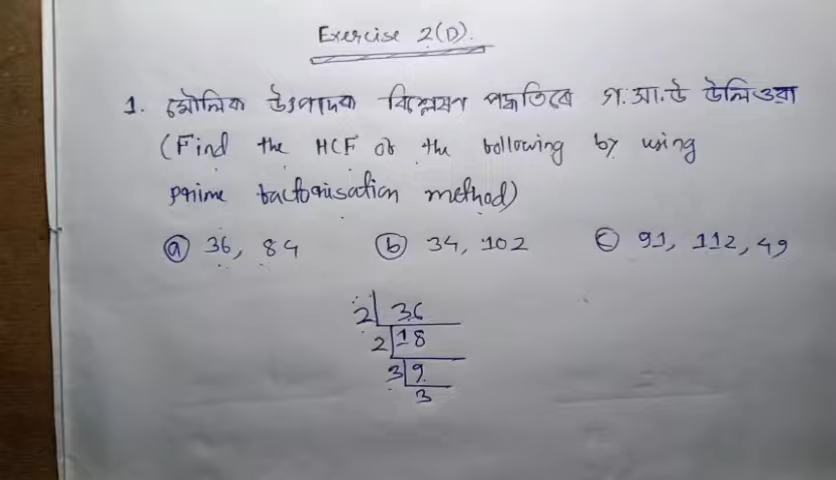 Exercise 2(D).
1. মৌলিক উৎপাদক বিশ্লেষণ পদ্ধতিৰে গ.সা.উ উলিওৱা
(Find the HCF of the following by using
prime factorisation method)
(a) 36, 84 (b) 34, 102 (c) 91, 112, 49
2 36
2 18
3 9
3